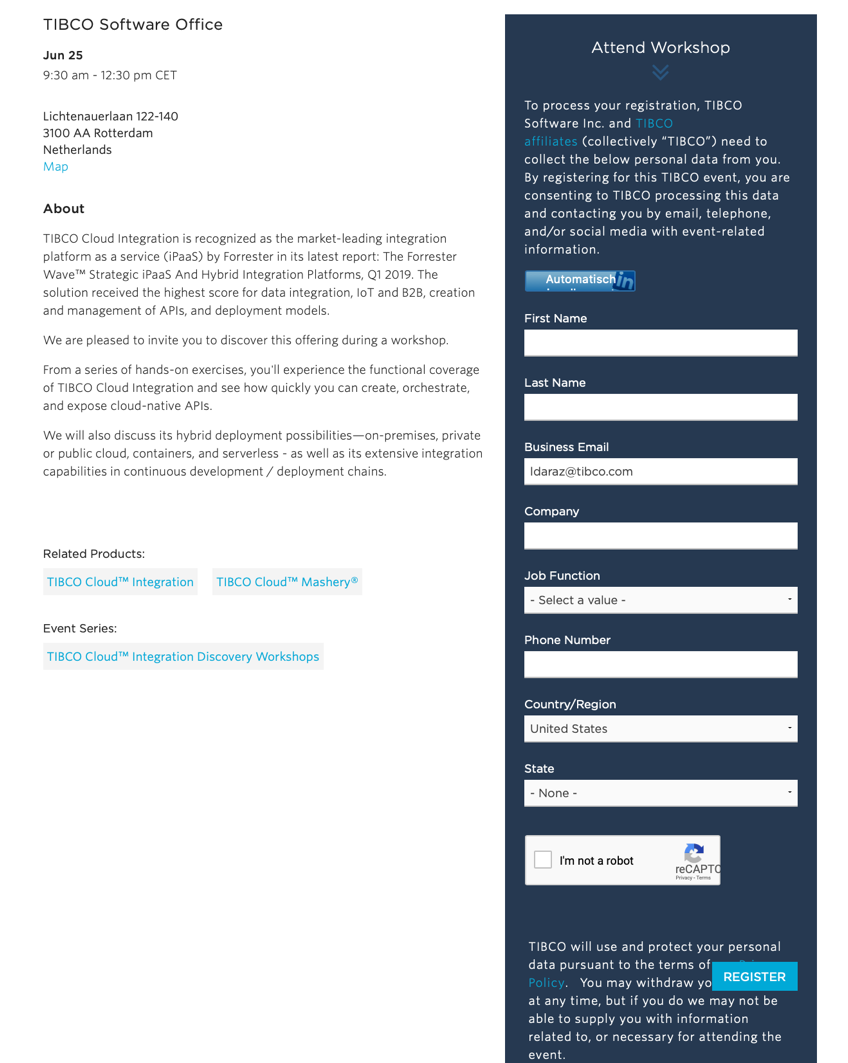 TIBCO Software Office
Jun 25
9:30 am - 12:30 pm CET
Lichtenauerlaan 122-140
3100 AA Rotterdam
Netherlands
Map
About
TIBCO Cloud Integration is recognized as the market-leading integration
platform as a service (iPaaS) by Forrester in its latest report: The Forrester
Wave™ Strategic iPaaS And Hybrid Integration Platforms, Q1 2019. The
solution received the highest score for data integration, IoT and B2B, creation
and management of APIs, and deployment models.
We are pleased to invite you to discover this offering during a workshop.
From a series of hands-on exercises, you'll experience the functional coverage
of TIBCO Cloud Integration and see how quickly you can create, orchestrate,
and expose cloud-native APIs.
We will also discuss its hybrid deployment possibilities—on-premises, private
or public cloud, containers, and serverless - as well as its extensive integration
capabilities in continuous development / deployment chains.
Related Products:
TIBCO Cloud™ Integration TIBCO Cloud™ Mashery®
Event Series:
TIBCO Cloud™ Integration Discovery Workshops
Attend Workshop
To process your registration, TIBCO
Software Inc. and TIBCO
affiliates (collectively “TIBCO”) need to
collect the below personal data from you.
By registering for this TIBCO event, you are
consenting to TIBCO processing this data
and contacting you by email, telephone,
and/or social media with event-related
information.
Automatisch in
First Name
Last Name
Business Email
ldaraz@tibco.com
Company
Job Function
- Select a value -
Phone Number
Country/Region
United States
State
- None -
I'm not a robot
reCAPTC
Privacy - Terms
TIBCO will use and protect your personal
data pursuant to the terms of
REGISTER
Policy. You may withdraw yo
at any time, but if you do we may not be
able to supply you with information
related to, or necessary for attending the
event.